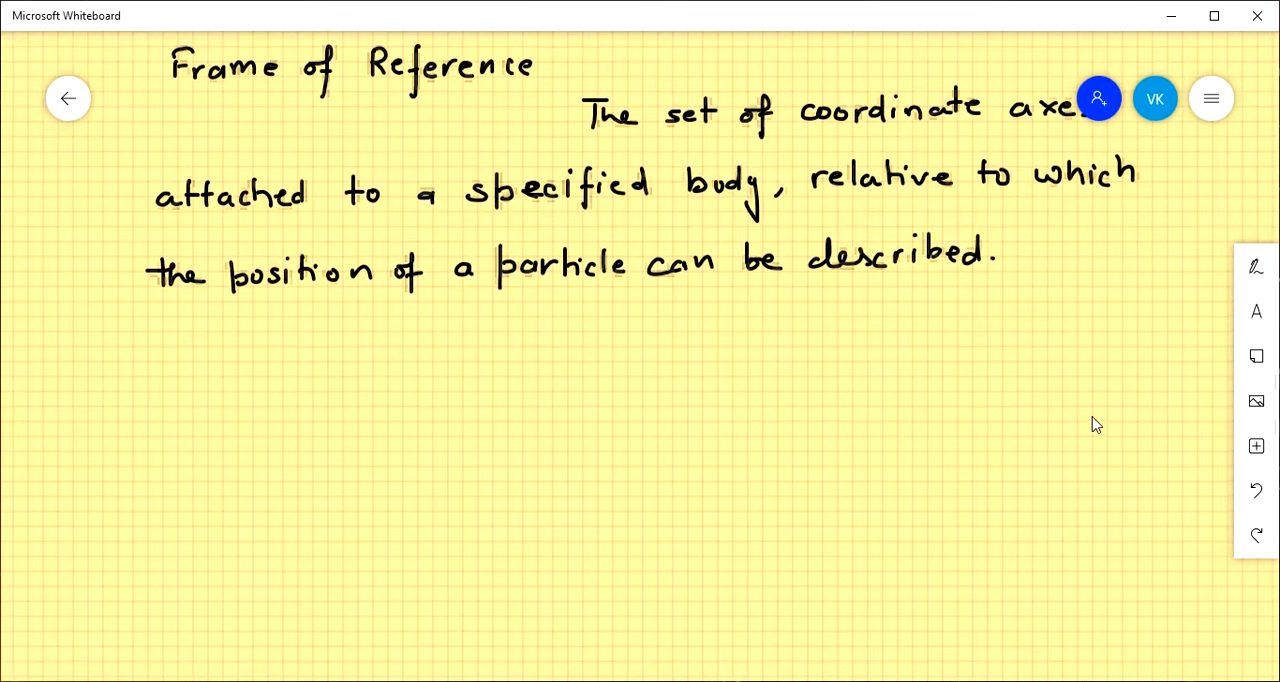 Microsoft Whiteboard
Frame of Reference
The set of coordinate axe
VK
attached to a specified body, relative to which
the position of a particle can be described.
A